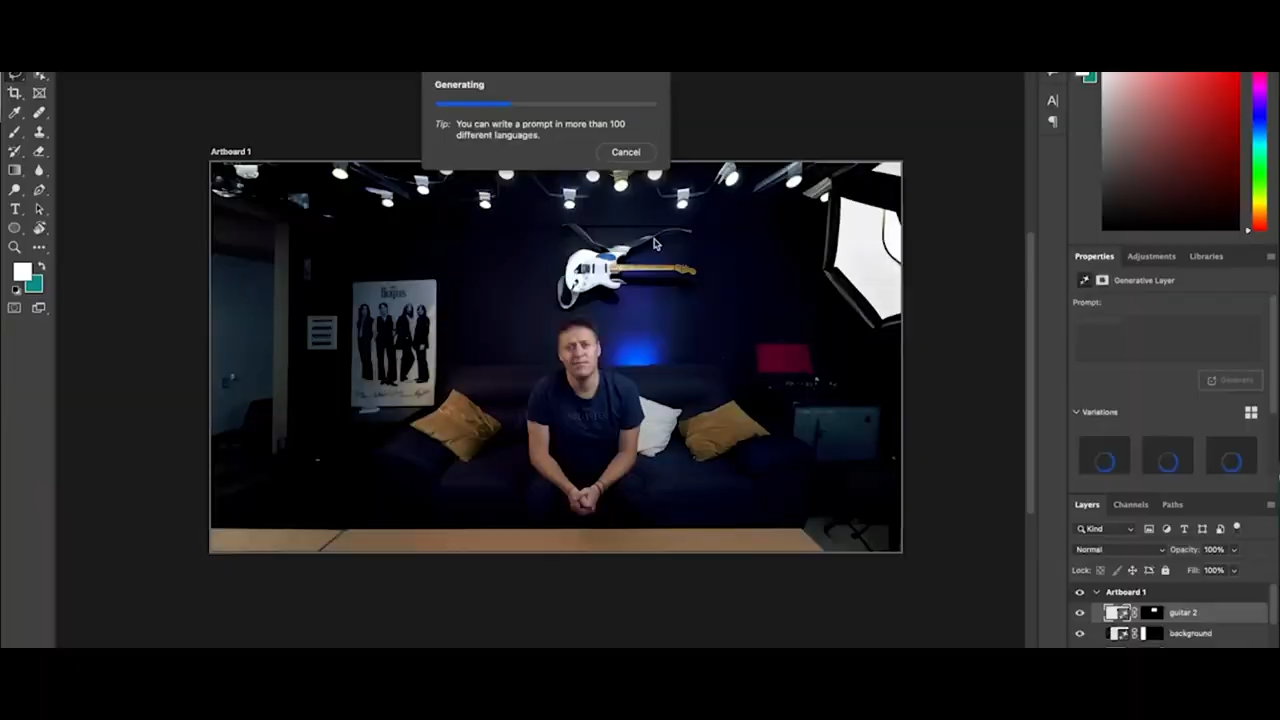 Generating
Tip: You can write a prompt in more than 100
different languages.
Cancel
Artboard 1
Beatles
A|
¶
Properties
Adjustments
Libraries
Generative Layer
Prompt:
Generate
Variations
Layers
Channels
Paths
Kind
Normal
Opacity: 100%
Lock:
Fill: 100%
Artboard 1
guitar 2
background